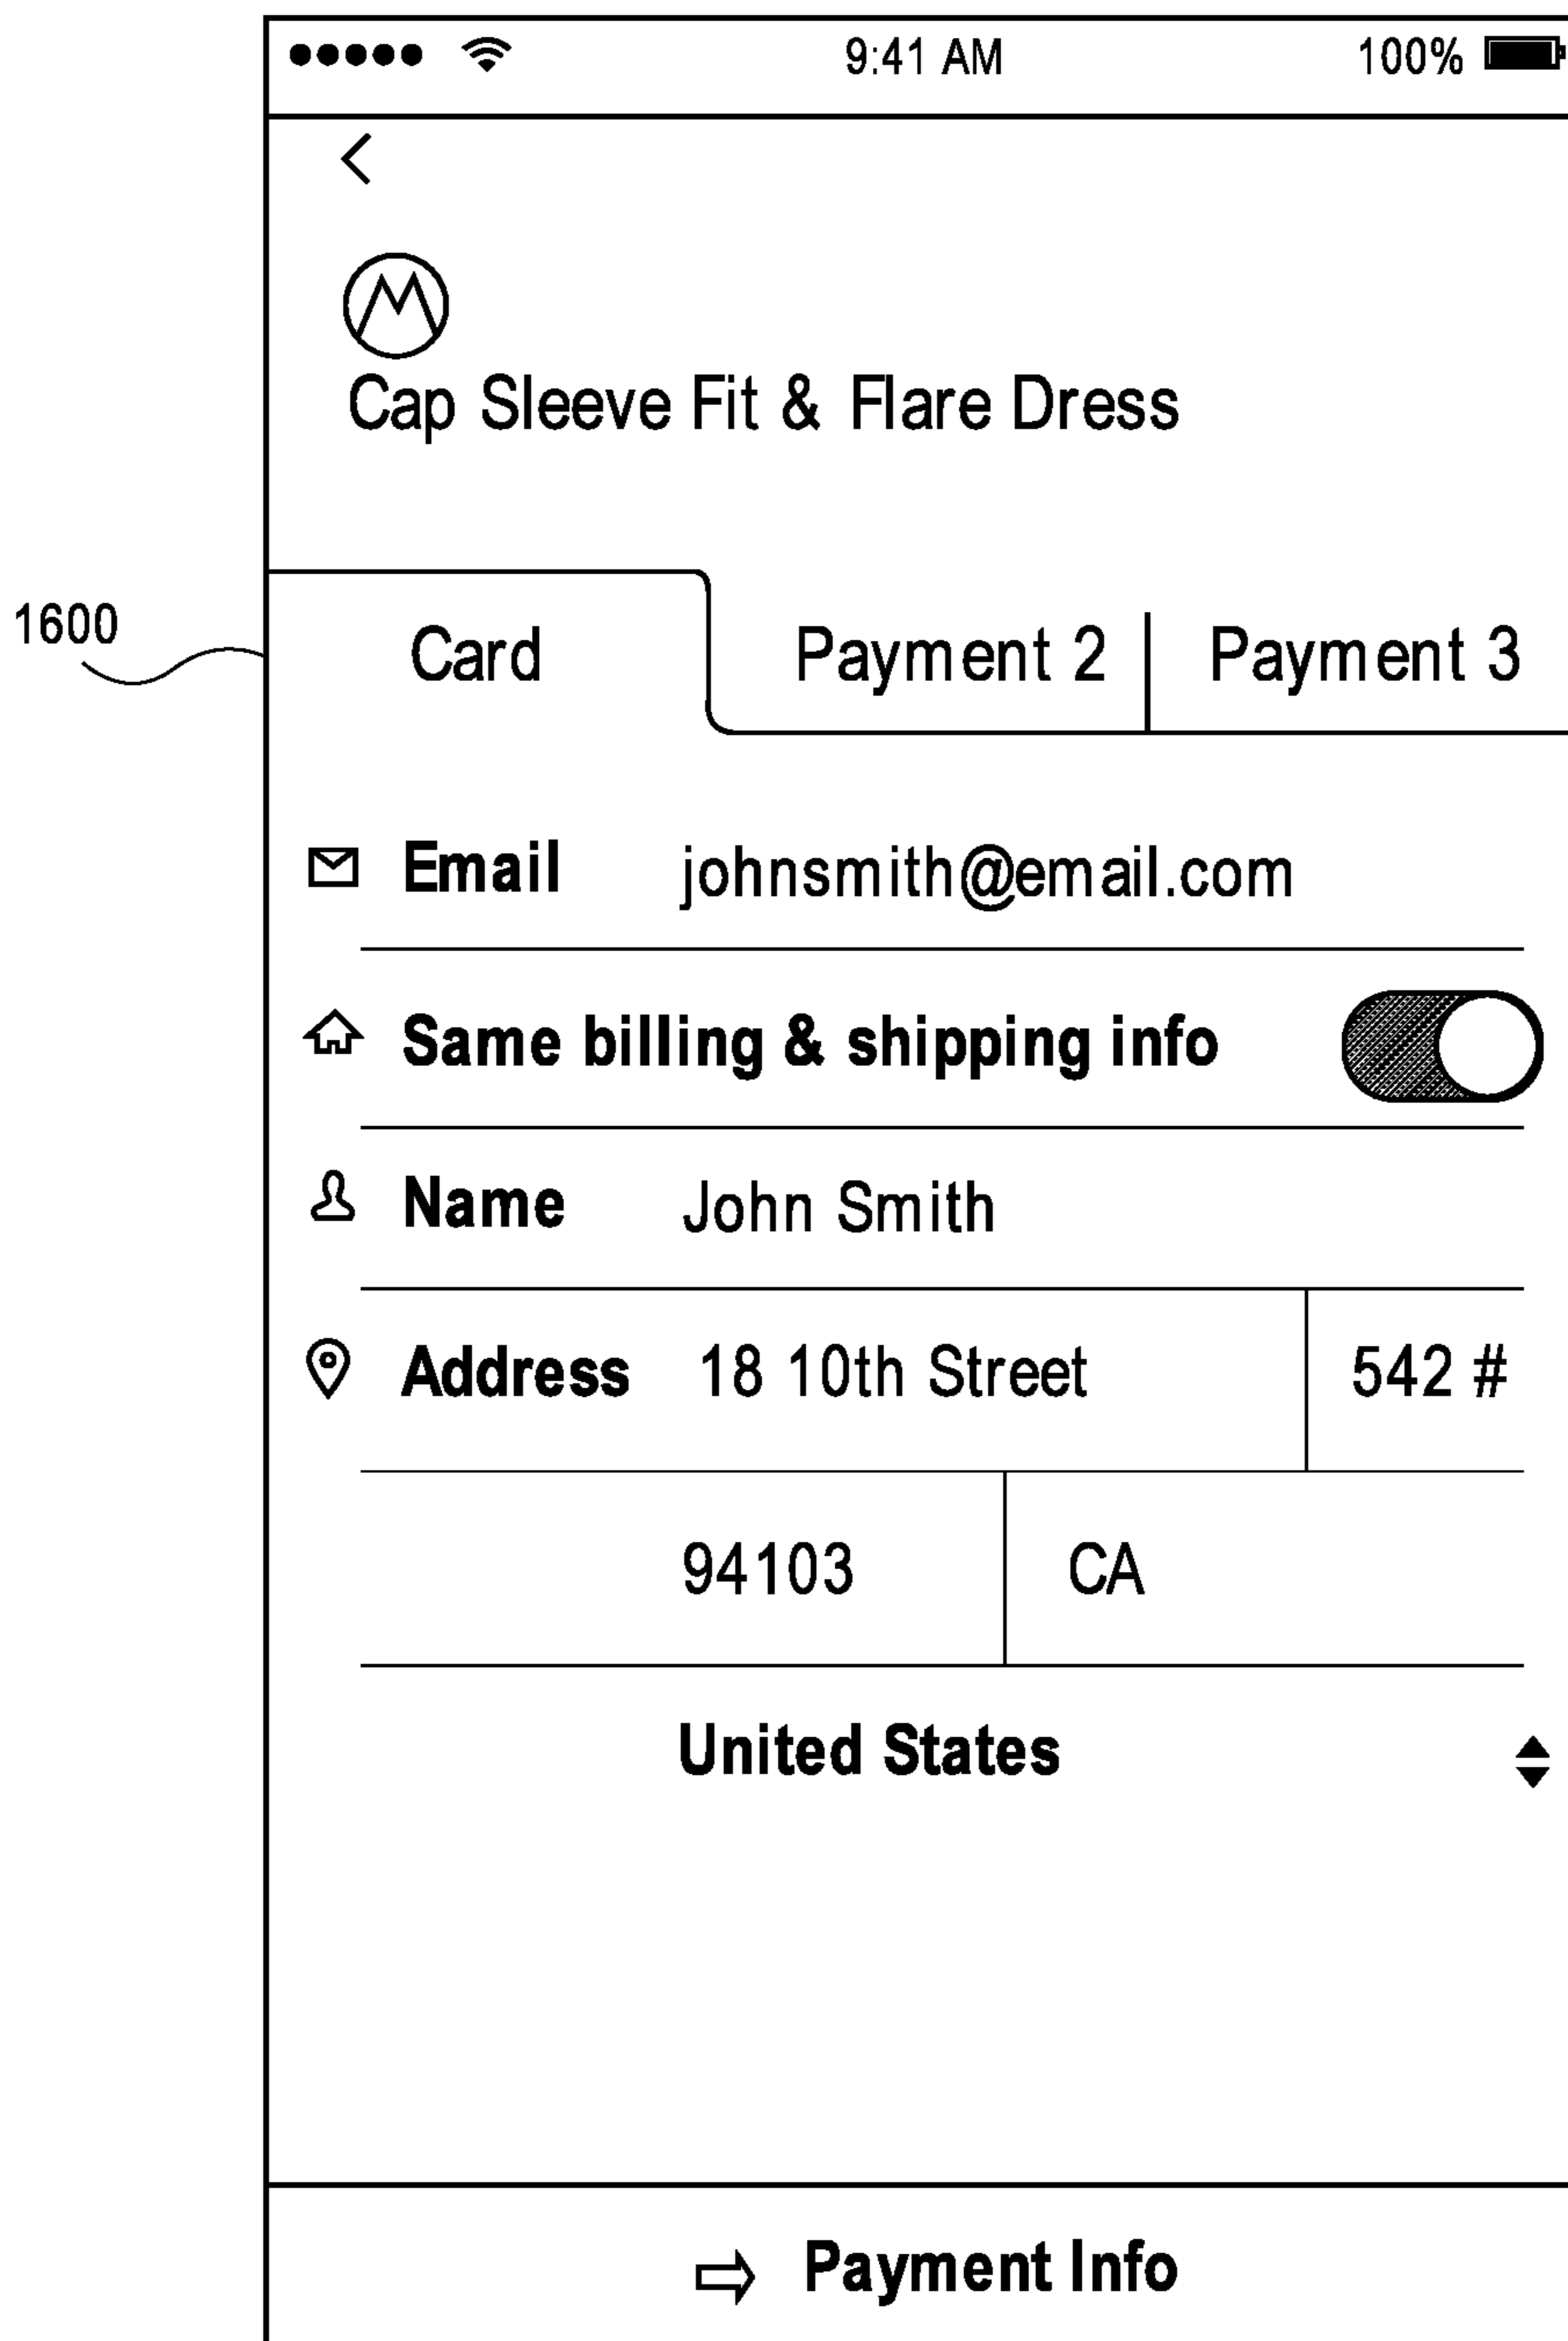 9:41 AM 100%
M
Cap Sleeve Fit & Flare Dress
1600
Card Payment 2 Payment 3
Email johnsmith@email.com
Same billing & shipping info
Name John Smith
Address 18 10th Street 542 #
94103 CA
United States
Payment Info